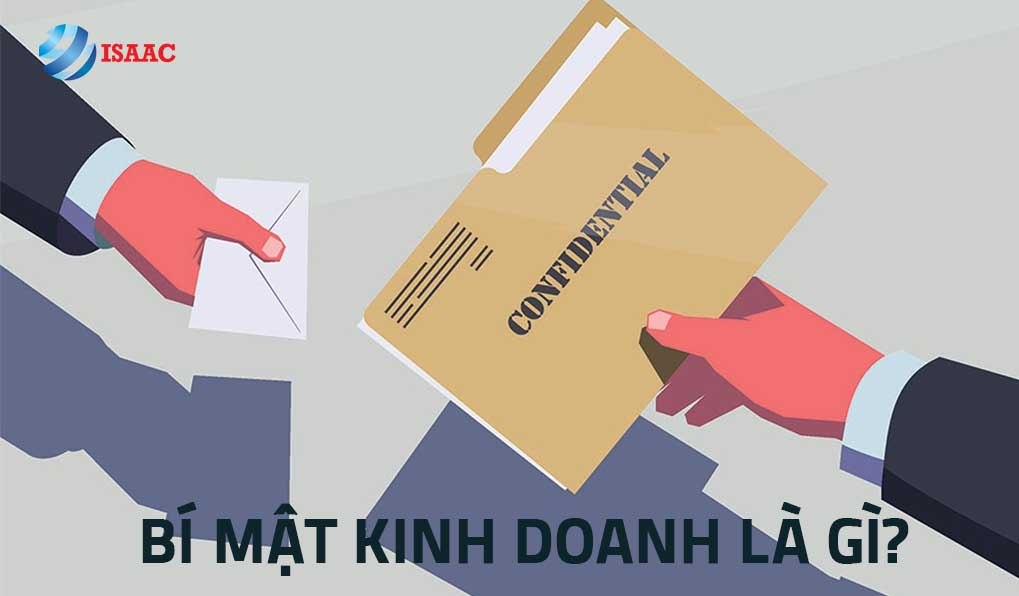 ISAAC
CONFIDENTIAL
BÍ MẬT KINH DOANH LÀ GÌ?